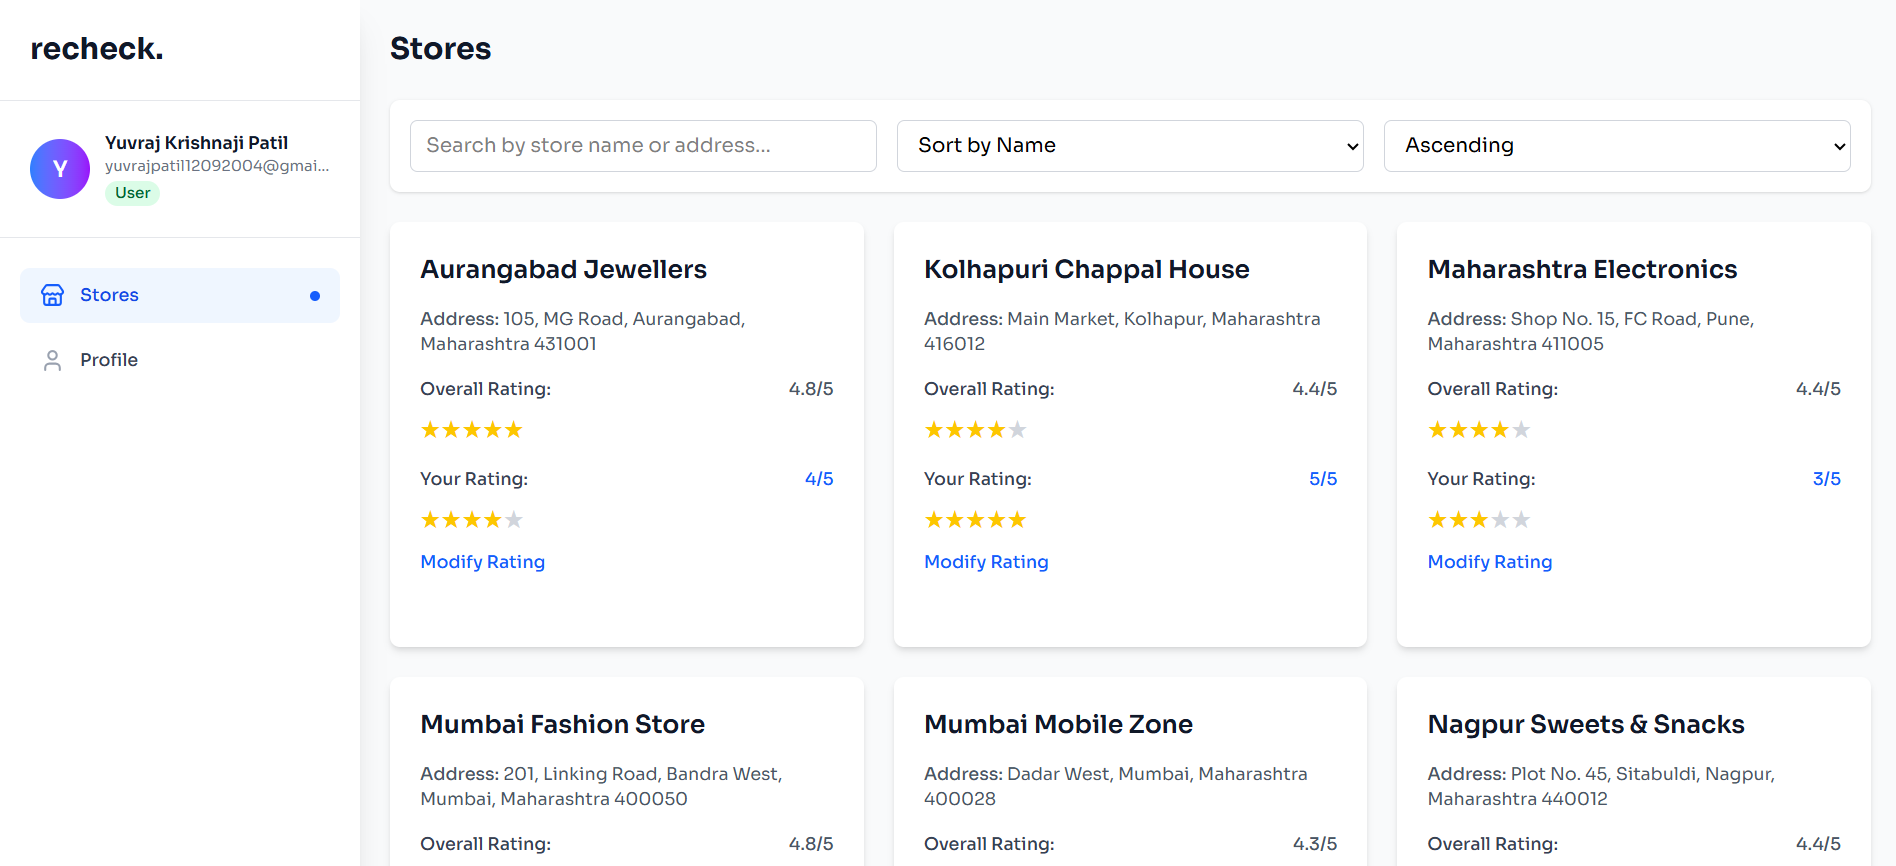 recheck.
Y
Yuvraj Krishnaji Patil
yuvrajpatil12092004@gmai...
User
Stores
Profile
Stores
Search by store name or address...
Sort by Name
Ascending
Aurangabad Jewellers
Address: 105, MG Road, Aurangabad,
Maharashtra 431001
Overall Rating:
4.8/5
Your Rating:
4/5
Modify Rating
Kolhapuri Chappal House
Address: Main Market, Kolhapur, Maharashtra
416012
Overall Rating:
4.4/5
Your Rating:
5/5
Modify Rating
Maharashtra Electronics
Address: Shop No. 15, FC Road, Pune,
Maharashtra 411005
Overall Rating:
4.4/5
Your Rating:
3/5
Modify Rating
Mumbai Fashion Store
Address: 201, Linking Road, Bandra West,
Mumbai, Maharashtra 400050
Overall Rating:
4.8/5
Mumbai Mobile Zone
Address: Dadar West, Mumbai, Maharashtra
400028
Overall Rating:
4.3/5
Nagpur Sweets & Snacks
Address: Plot No. 45, Sitabuldi, Nagpur,
Maharashtra 440012
Overall Rating:
4.4/5